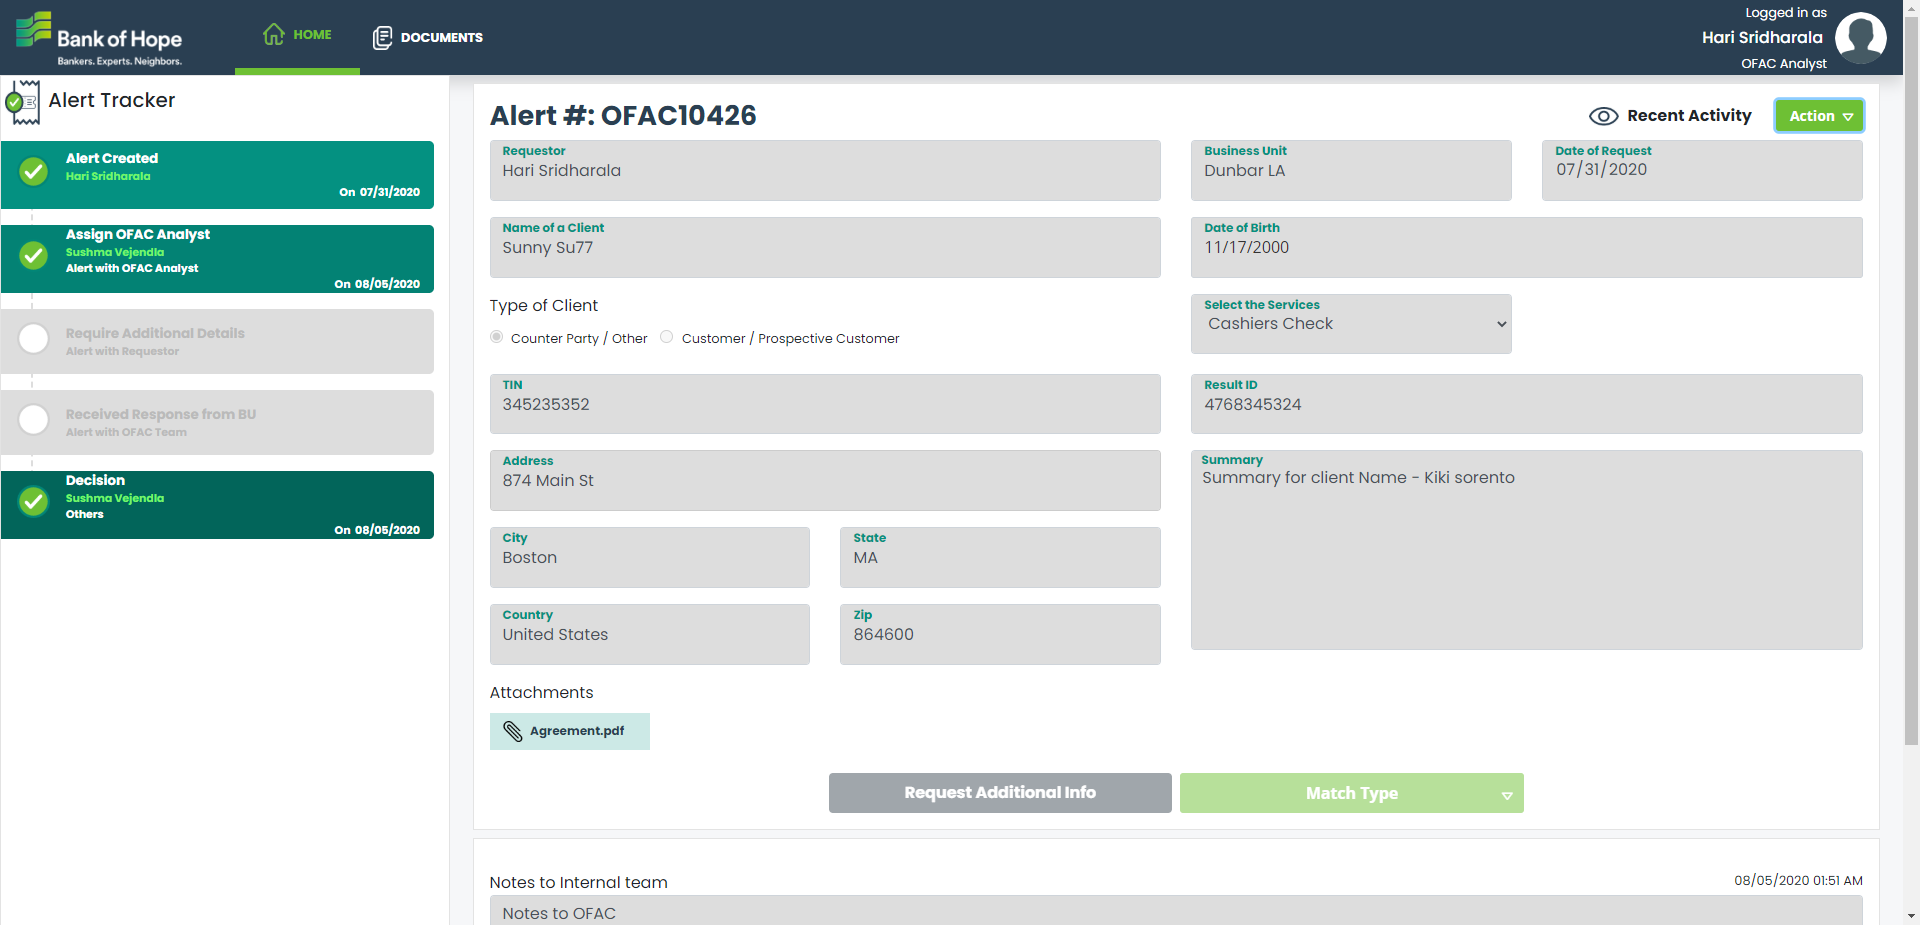 Bank of Hope
Bankers. Experts. Neighbors.
HOME
DOCUMENTS
Logged in as
Hari Sridharala
OFAC Analyst
Alert Tracker
Alert Created
Hari Sridharala
On 07/31/2020
Assign OFAC Analyst
Sushma Vejendla
Alert with OFAC Analyst
On 08/05/2020
Require Additional Details
Alert with Requestor
Received Response from BU
Alert with OFAC Team
Decision
Sushma Vejendla
Others
On 08/05/2020
Alert #: OFAC10426
Recent Activity
Action
Requestor
Hari Sridharala
Business Unit
Dunbar LA
Date of Request
07/31/2020
Name of a Client
Sunny Su77
Date of Birth
11/17/2000
Type of Client
Counter Party / Other
Customer / Prospective Customer
Select the Services
Cashiers Check
TIN
345235352
Result ID
4768345324
Address
874 Main St
Summary
Summary for client Name - Kiki sorento
City
Boston
State
MA
Country
United States
Zip
864600
Attachments
Agreement.pdf
Request Additional Info
Match Type
Notes to Internal team
08/05/2020 01:51 AM
Notes to OFAC